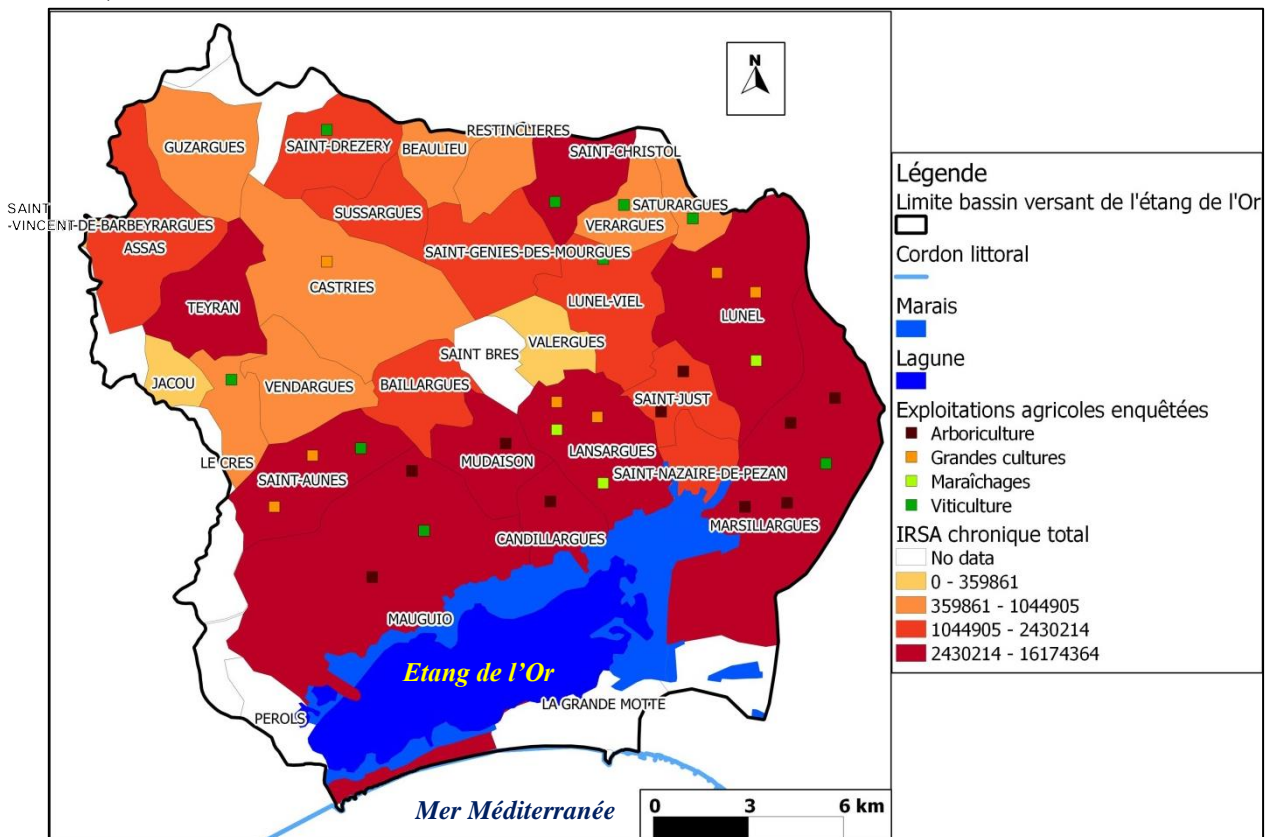 N
RESTINCLIERES
GUZARGUES
SAINT-DREZERY
BEAULIEU
SAINT-CHRISTOL
SAINT
-VINCENT-DE-BARBEYRARGUES
ASSAS
SUSSARGUES
SATURARGUES
VERARGUES
SAINT-GENIES-DES-MOURGUES
CASTRIES
TEYRAN
LUNEL-VIEL
LUNEL
VALERGUES
SAINT BRES
JACOU
VENDARGUES
BAILLARGUES
SAINT-JUST
LE CRES
SAINT-AUNES
MUDAISON
LANSARGUES
SAINT-NAZAIRE-DE-PEZAN
MARSILLARGUES
CANDILLARGUES
MAUGUIO
Etang de l'Or
LA GRANDE MOTTE
PEROLS
Mer Méditerranée
0 3 6 km
Légende
Limite bassin versant de l'étang de l'Or
Cordon littoral
Marais
Lagune
Exploitations agricoles enquêtées
Arboriculture
Grandes cultures
Maraîchages
Viticulture
IRSA chronique total
No data
0 - 359861
359861 - 1044905
1044905 - 2430214
2430214 - 16174364